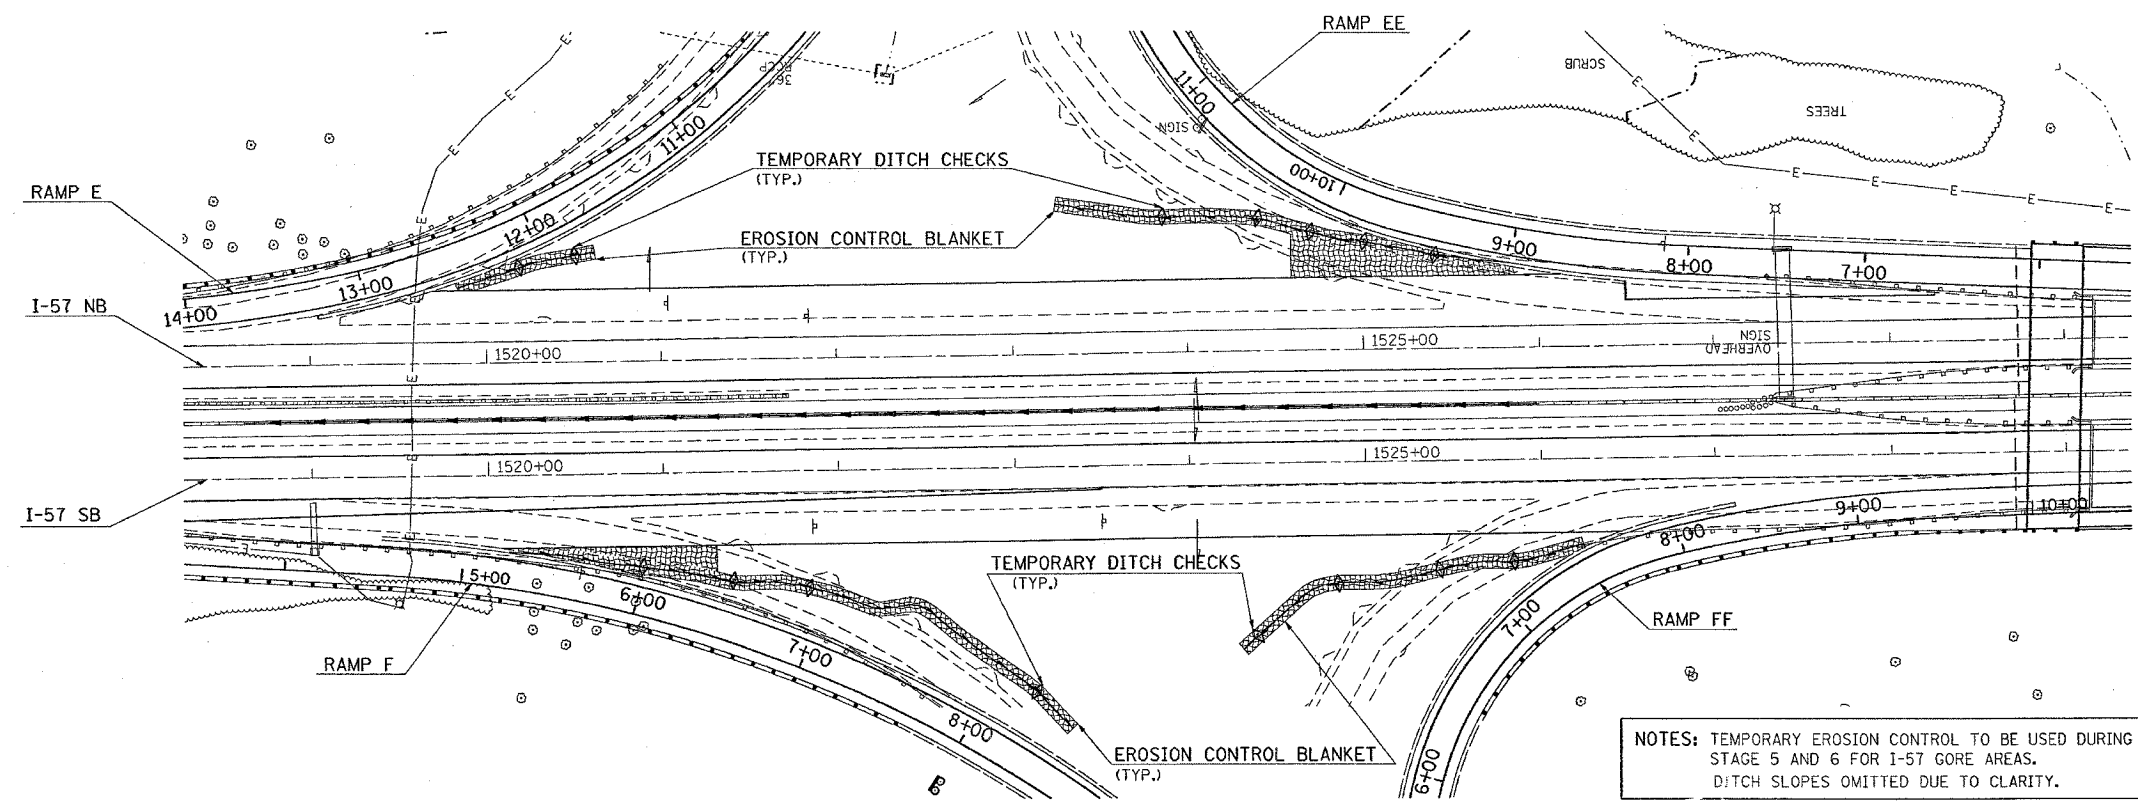 RAMP EE
SCRUB
TREES
36" RCCP
11+00
11+00
SIGN
TEMPORARY DITCH CHECKS
(TYP.)
10+00
RAMP E
12+00
EROSION CONTROL BLANKET
(TYP.)
9+00
8+00
7+00
13+00
14+00
I-57 NB
1520+00
1525+00
OVERHEAD
SIGN
1520+00
1525+00
I-57 SB
9+00
10+00
8+00
TEMPORARY DITCH CHECKS
(TYP.)
5+00
6+00
7+00
RAMP FF
7+00
RAMP F
8+00
EROSION CONTROL BLANKET
(TYP.)
6+00
NOTES: TEMPORARY EROSION CONTROL TO BE USED DURING
STAGE 5 AND 6 FOR I-57 GORE AREAS.
DITCH SLOPES OMITTED DUE TO CLARITY.
E
E
E
E
E
E
E
E
E
E
E
E
E